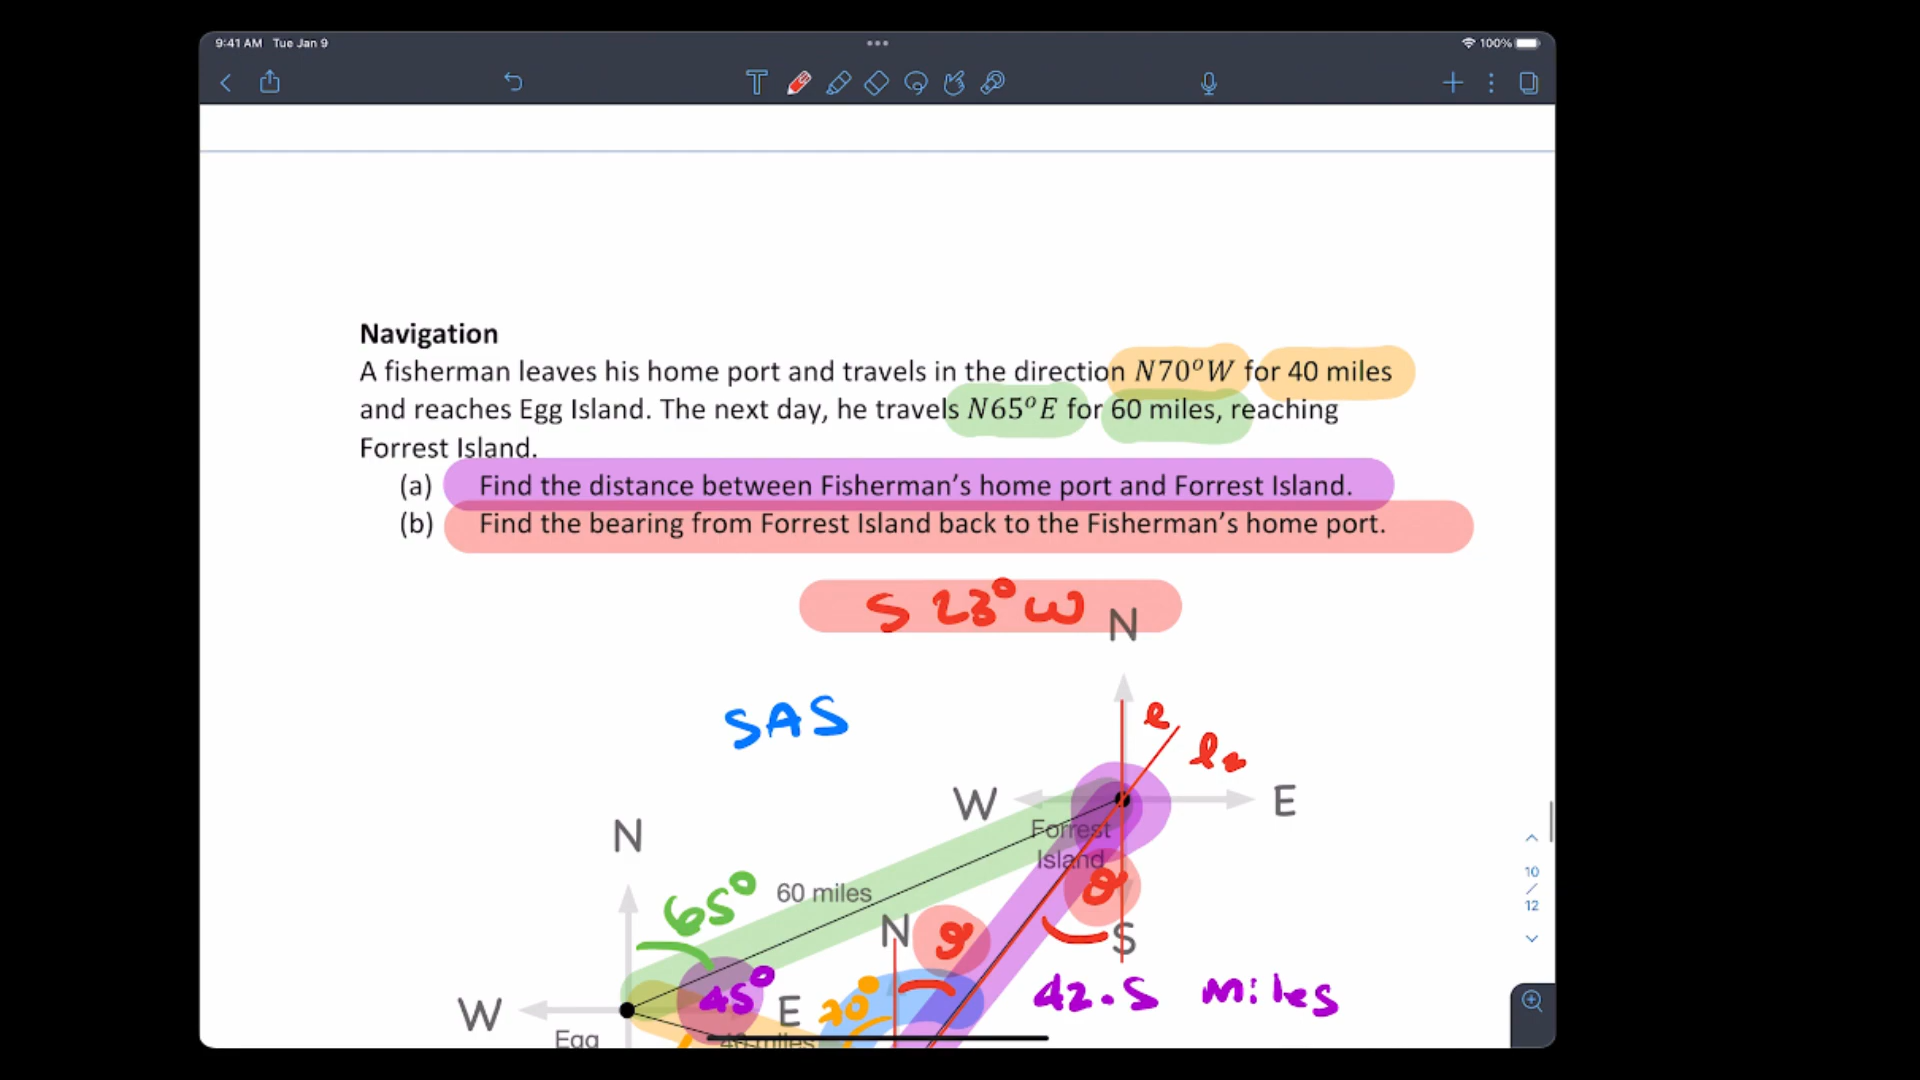 9:41 AM Tue Jan 9
100%
Navigation
A fisherman leaves his home port and travels in the direction N70°W for 40 miles
and reaches Egg Island. The next day, he travels N65°E for 60 miles, reaching
Forrest Island.
(a) Find the distance between Fisherman’s home port and Forrest Island.
(b) Find the bearing from Forrest Island back to the Fisherman’s home port.
S 23° W
N
SAS
W
E
Forrest
Island
N
65°
60 miles
N
θ
θ
S
10
/
12
W
45°
E
70°
42.5 miles
Egg
40 miles